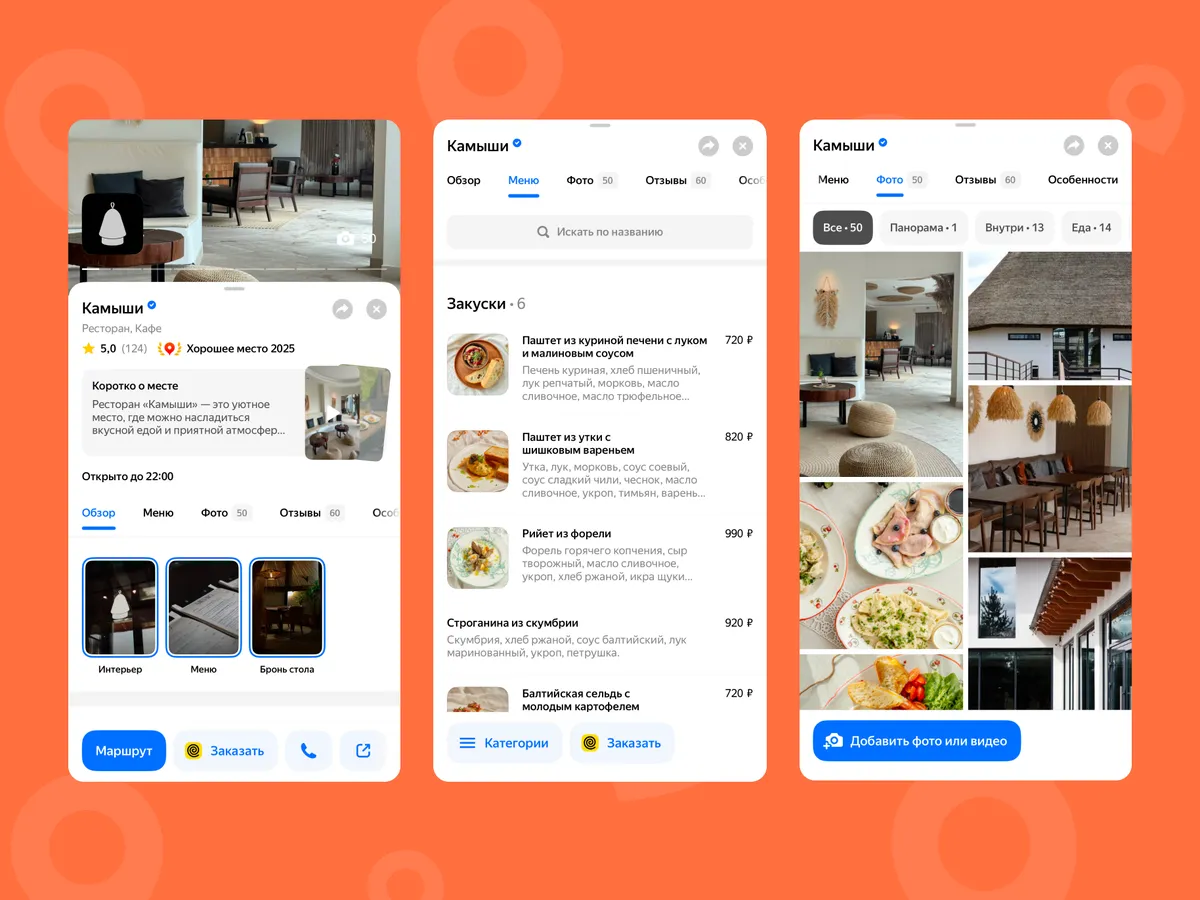 50
Камыши
Ресторан, Кафе
5,0 (124) Хорошее место 2025
Коротко о месте
Ресторан «Камыши» — это уютное
место, где можно насладиться
вкусной едой и приятной атмосфер...
Открыто до 22:00
Обзор Меню Фото 50 Отзывы 60 Особ
Интерьер Меню Бронь стола
Маршрут Заказать
Камыши
Обзор Меню Фото 50 Отзывы 60 Особ
Искать по названию
Закуски • 6
Паштет из куриной печени с луком
и малиновым соусом
720 ₽
Печень куриная, хлеб пшеничный,
лук репчатый, морковь, масло
сливочное, масло трюфельное...
Паштет из утки с
шишковым вареньем
820 ₽
Утка, лук, морковь, соус соевый,
соус сладкий чили, чеснок, масло
сливочное, укроп, тимьян, варень...
Рийет из форели
990 ₽
Форель горячего копчения, сыр
творожный, масло сливочное,
укроп, хлеб ржаной, икра щуки...
Строганина из скумбрии
920 ₽
Скумбрия, хлеб ржаной, соус балтийский, лук
маринованный, укроп, петрушка.
Балтийская сельдь с
молодым картофелем
720 ₽
Категории Заказать
Камыши
Меню Фото 50 Отзывы 60 Особенности
Все • 50 Панорама • 1 Внутри • 13 Еда • 14
Добавить фото или видео